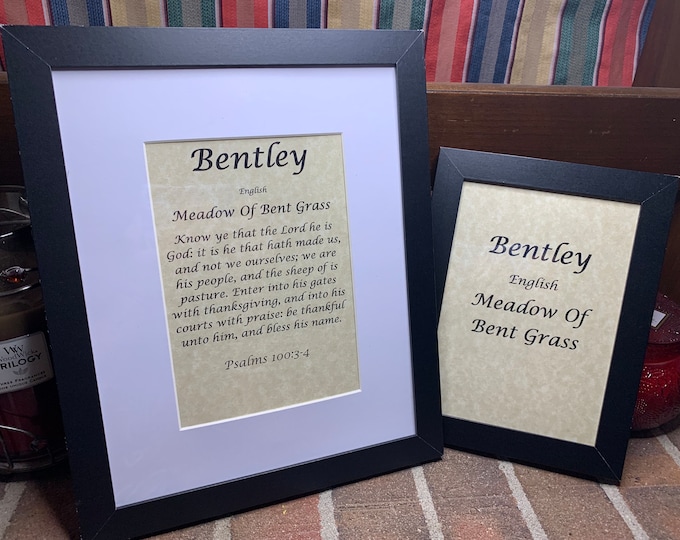 Bentley
English
Meadow Of Bent Grass
Know ye that the Lord he is
God: it is he that hath made us,
and not we ourselves; we are
his people, and the sheep of is
pasture. Enter into his gates
with thanksgiving, and into his
courts with praise: be thankful
unto him, and bless his name.
Psalms 100:3-4
Bentley
English
Meadow Of
Bent Grass
WW
TRILOGY